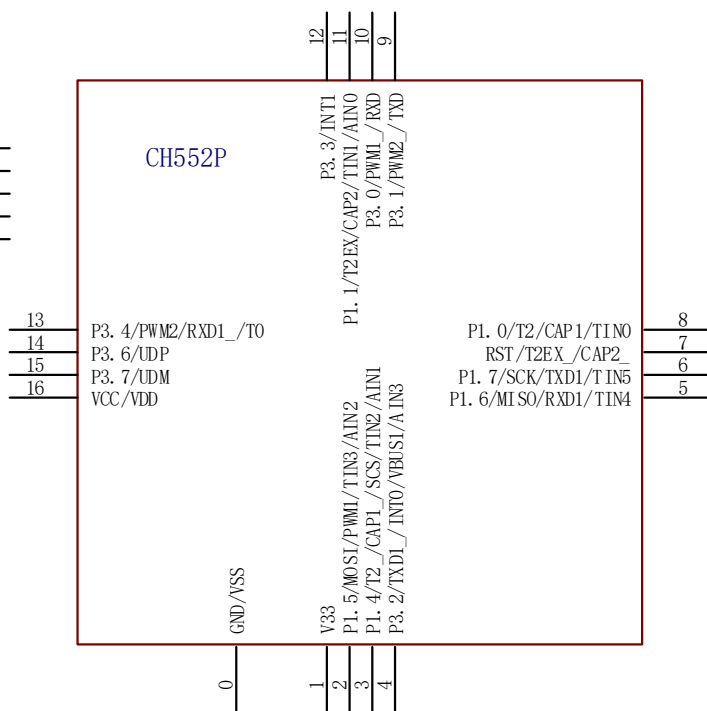 12
11
10
9
P3.3/INT1
P1.1/T2EX/CAP2/TIN1/AIN0
P3.0/PWM1_/RXD
P3.1/PWM2_/TXD
CH552P
13
P3.4/PWM2/RXD1_/T0
14
P3.6/UDP
15
P3.7/UDM
16
VCC/VDD
P1.0/T2/CAP1/TIN0
8
RST/T2EX_/CAP2_
7
P1.7/SCK/TXD1/TIN5
6
P1.6/MISO/RXD1/TIN4
5
GND/VSS
V33
P1.5/MOSI/PWM1/TIN3/AIN2
P1.4/T2_/CAP1_/SCS/TIN2/AIN1
P3.2/TXD1_/INT0/VBUS1/AIN3
0
1
2
3
4